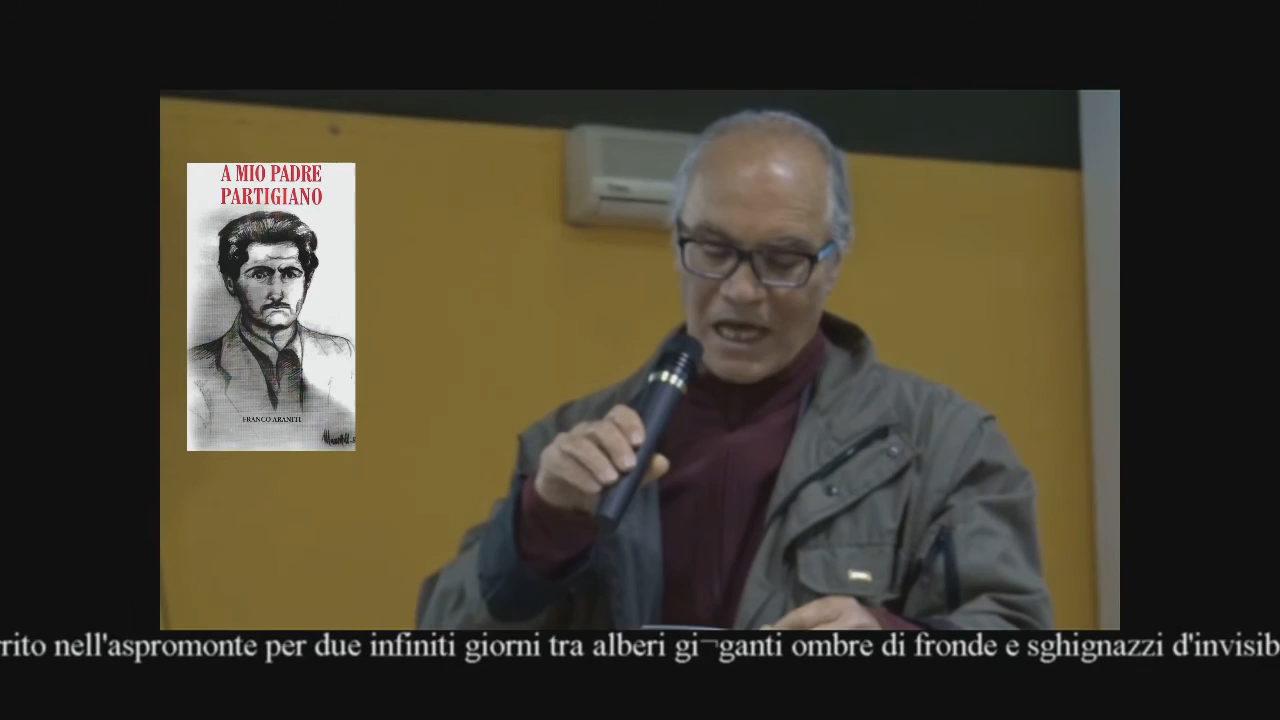 A MIO PADRE
PARTIGIANO
FRANCO ARANITI
rrito nell'aspromonte per due infiniti giorni tra alberi gi¬ganti ombre di fronde e sghignazzi d'invisib